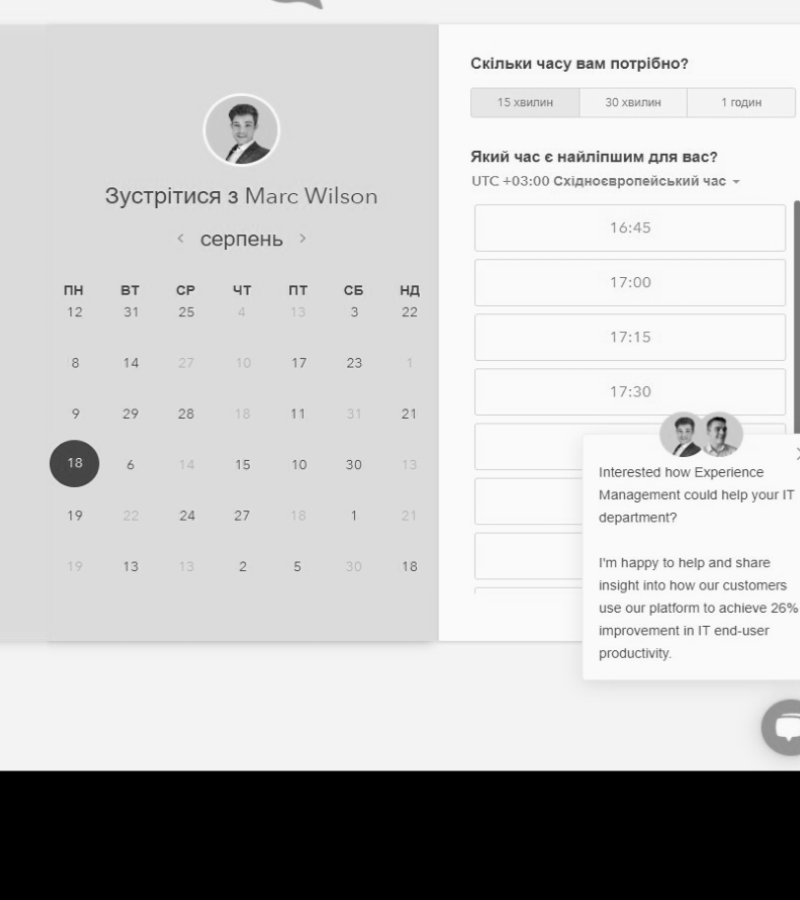 Зустрітися з Marc Wilson
серпень
ПН ВТ СР ЧТ ПТ СБ НД
12 31 25 4 13 3 22
8 14 27 10 17 23 1
9 29 28 18 11 31 21
18 6 14 15 10 30 13
19 22 24 27 18 1 21
19 13 13 2 5 30 18
Скільки часу вам потрібно?
15 хвилин 30 хвилин 1 годин
Який час є найліпшим для вас?
UTC +03:00 Східноєвропейський час
16:45
17:00
17:15
17:30
Interested how Experience
Management could help your IT
department?
I'm happy to help and share
insight into how our customers
use our platform to achieve 26%
improvement in IT end-user
productivity.